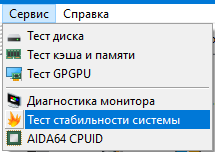 Сервис Справка
Тест диска
Тест кэша и памяти
Тест GPGPU
Диагностика монитора
Тест стабильности системы
AIDA64 CPUID